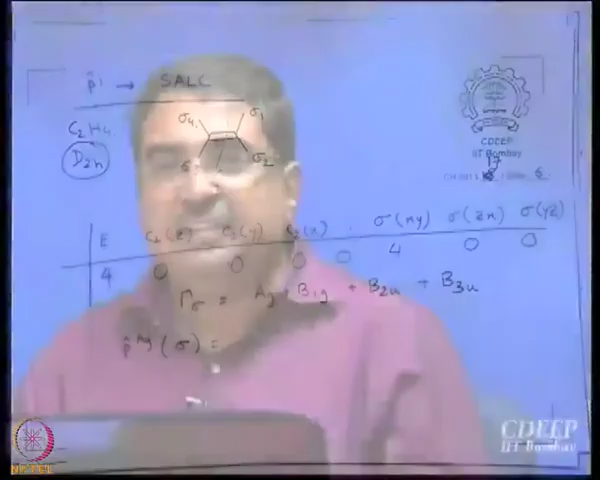 p̂' → SALC
σ4 σ1
C2H4
D2h
σ2
CDEEP
IIT Bombay
17
E C2(z) C2(y) C2(x) . σ(xy) σ(zx) σ(yz)
4 0 0 0 0 4 0 0
Γσ = Ag + B1g + B2u + B3u
p̂^Ag (σ) =
CDEEP
IIT Bombay
NPTEL